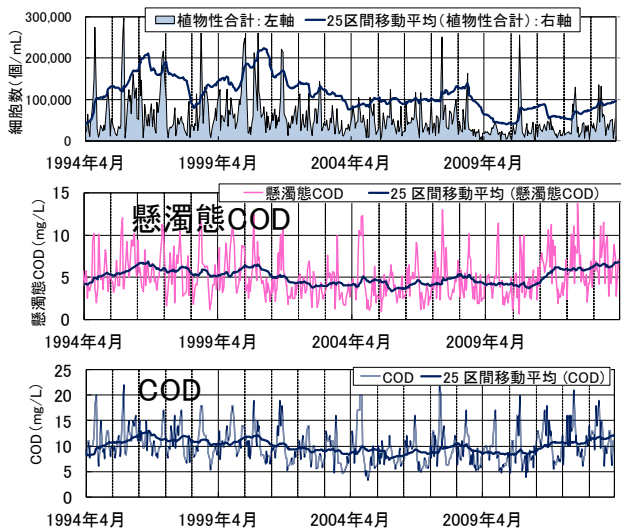 植物性合計:左軸 25区間移動平均(植物性合計):右軸
細胞数 (個/mL)
300,000
200,000
100,000
0
1994年4月 1999年4月 2004年4月 2009年4月
懸濁態COD 25 区間移動平均 (懸濁態COD)
懸濁態COD
懸濁態COD (mg/L)
15
10
5
0
1994年4月 1999年4月 2004年4月 2009年4月
COD 25 区間移動平均 (COD)
COD
COD (mg/L)
25
20
15
10
5
0
1994年4月 1999年4月 2004年4月 2009年4月